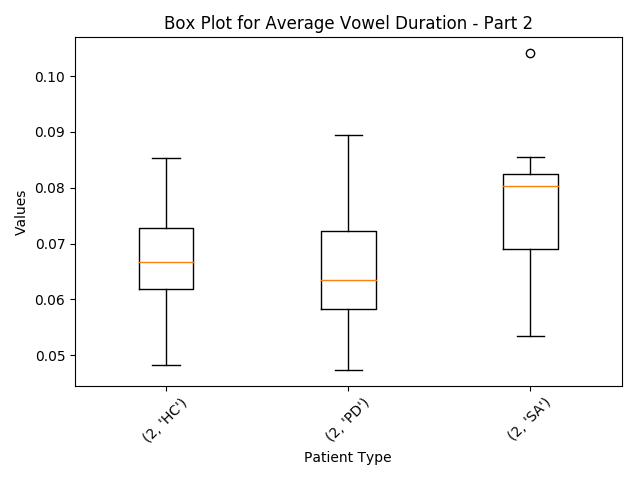 Box Plot for Average Vowel Duration - Part 2
0.10
0.09
0.08
0.07
0.06
0.05
Values
(2, 'HC')
(2, 'PD')
(2, 'SA')
Patient Type